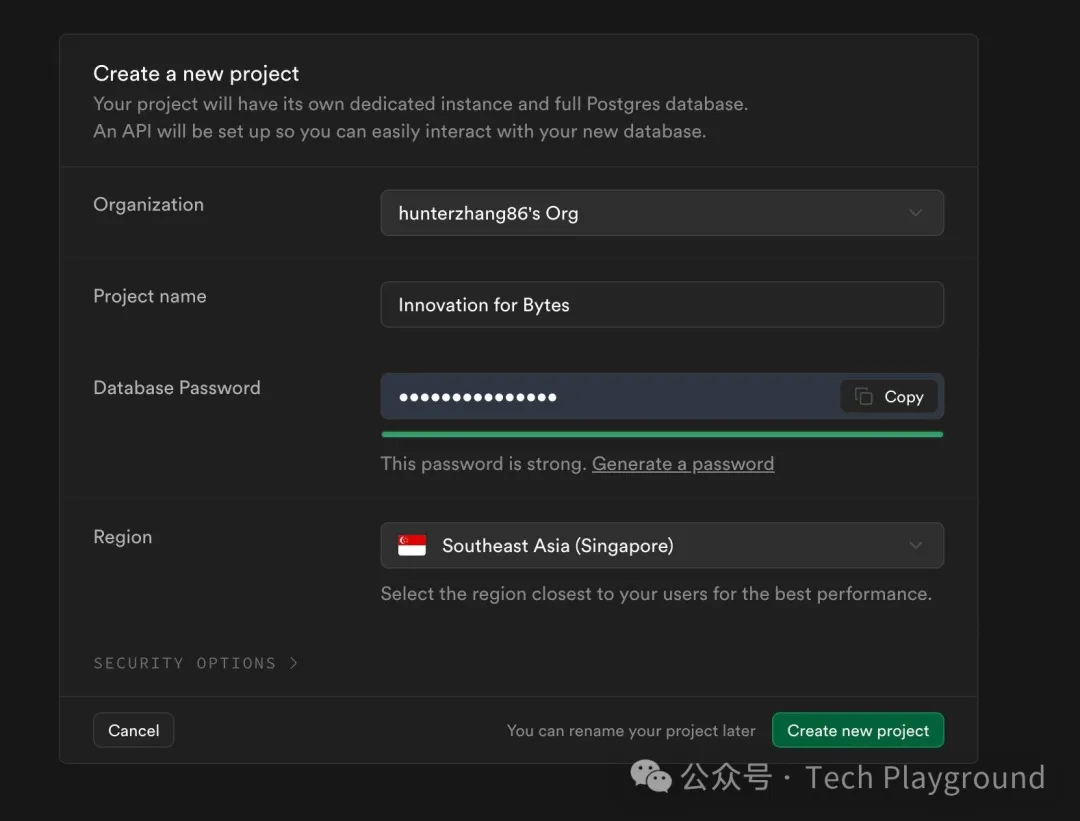 Create a new project
Your project will have its own dedicated instance and full Postgres database.
An API will be set up so you can easily interact with your new database.
Organization
hunterzhang86's Org
Project name
Innovation for Bytes
Database Password
•••••••••••••••
Copy
This password is strong. Generate a password
Region
Southeast Asia (Singapore)
Select the region closest to your users for the best performance.
SECURITY OPTIONS >
Cancel
You can rename your project later
Create new project
公众号 · Tech Playground